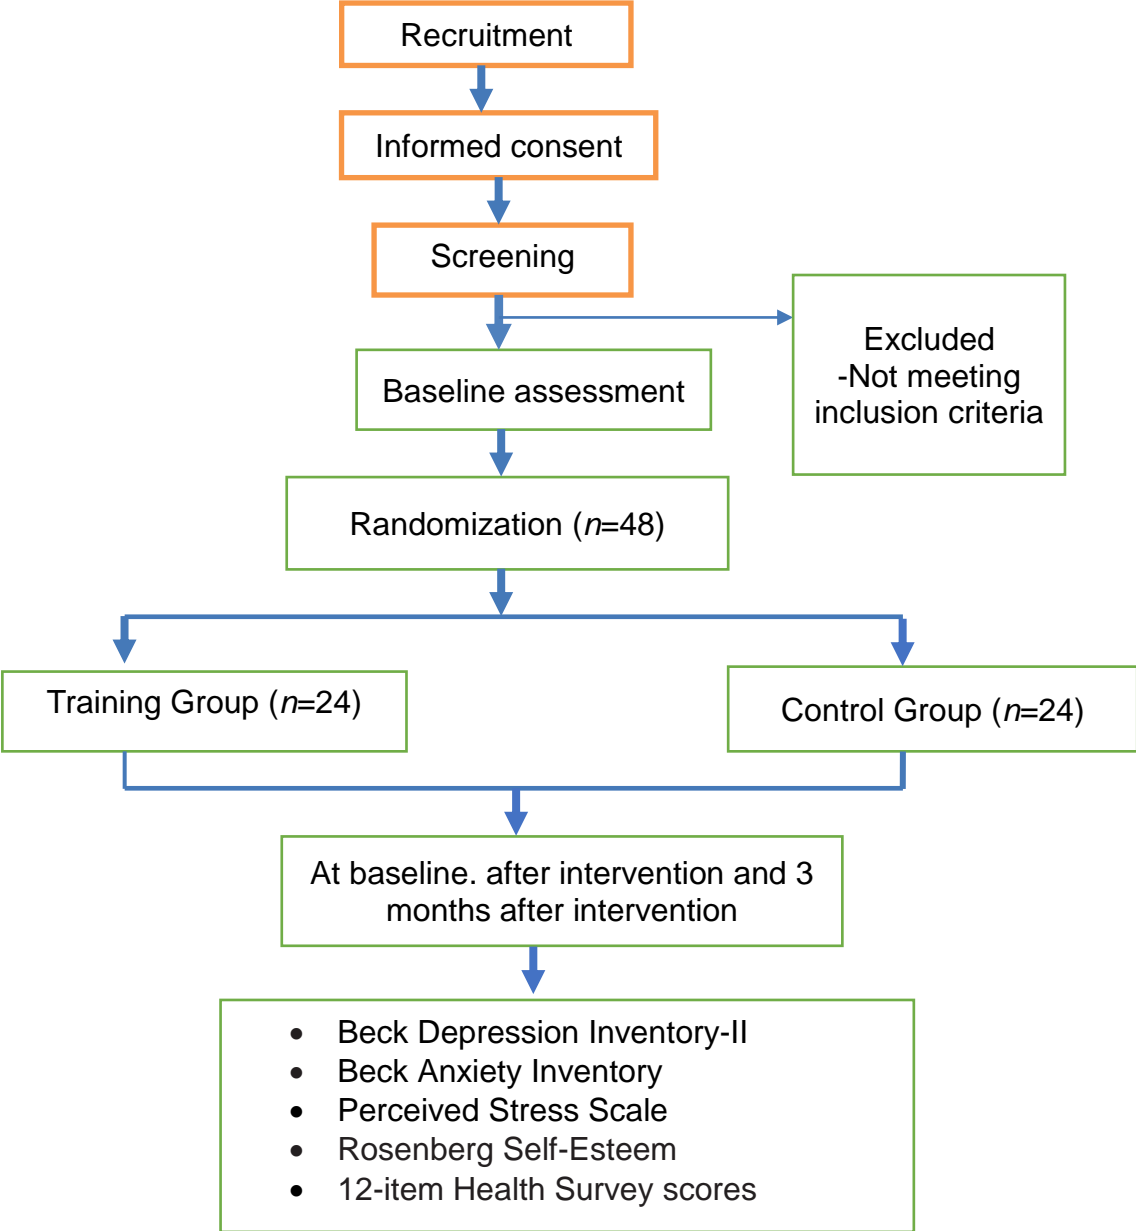 Recruitment
Informed consent
Screening
Excluded
-Not meeting
inclusion criteria
Baseline assessment
Randomization (n=48)
Training Group (n=24)
Control Group (n=24)
At baseline. after intervention and 3
months after intervention
• Beck Depression Inventory-II
• Beck Anxiety Inventory
• Perceived Stress Scale
• Rosenberg Self-Esteem
• 12-item Health Survey scores